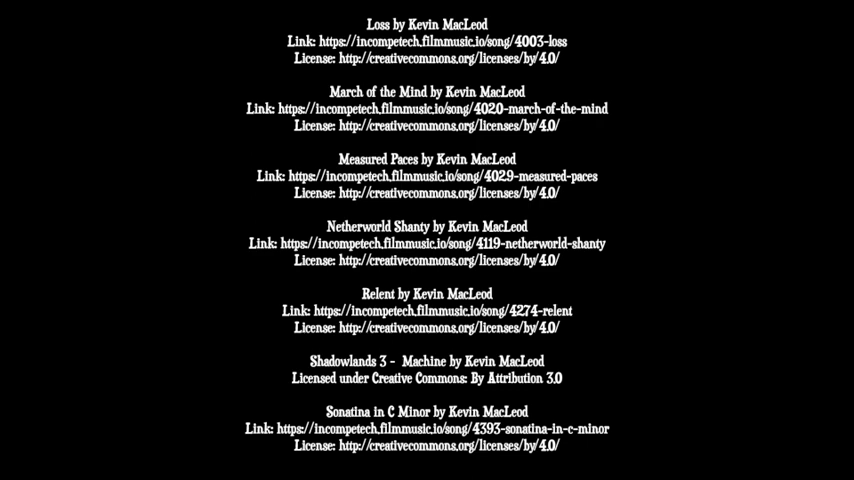 Loss by Kevin MacLeod
Link: https://incompetech.filmmusic.io/song/4003-loss
License: http://creativecommons.org/licenses/by/4.0/
March of the Mind by Kevin MacLeod
Link: https://incompetech.filmmusic.io/song/4020-march-of-the-mind
License: http://creativecommons.org/licenses/by/4.0/
Measured Paces by Kevin MacLeod
Link: https://incompetech.filmmusic.io/song/4029-measured-paces
License: http://creativecommons.org/licenses/by/4.0/
Netherworld Shanty by Kevin MacLeod
Link: https://incompetech.filmmusic.io/song/4119-netherworld-shanty
License: http://creativecommons.org/licenses/by/4.0/
Relent by Kevin MacLeod
Link: https://incompetech.filmmusic.io/song/4274-relent
License: http://creativecommons.org/licenses/by/4.0/
Shadowlands 3 -  Machine by Kevin MacLeod
Licensed under Creative Commons: By Attribution 3.0
Sonatina in C Minor by Kevin MacLeod
Link: https://incompetech.filmmusic.io/song/4393-sonatina-in-c-minor
License: http://creativecommons.org/licenses/by/4.0/